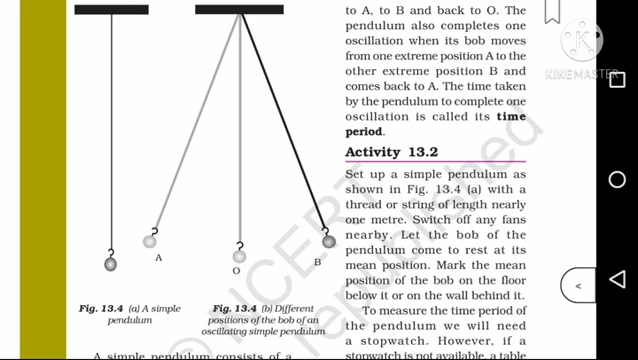 to A, to B and back to O. The
pendulum also completes one
oscillation when its bob moves
from one extreme position A to the
other extreme position B and
comes back to A. The time taken
by the pendulum to complete one
oscillation is called its time
period.
Activity 13.2
Set up a simple pendulum as
shown in Fig. 13.4 (a) with a
thread or string of length nearly
one metre. Switch off any fans
nearby. Let the bob of the
pendulum come to rest at its
mean position. Mark the mean
position of the bob on the floor
below it or on the wall behind it.
To measure the time period of
the pendulum we will need
a stopwatch. However, if a
stopwatch is not available, a table
A
O
B
Fig. 13.4 (a) A simple
pendulum
Fig. 13.4 (b) Different
positions of the bob of an
oscillating simple pendulum
A simple pendulum consists of a
© NCERT
republished
KINEMASTER